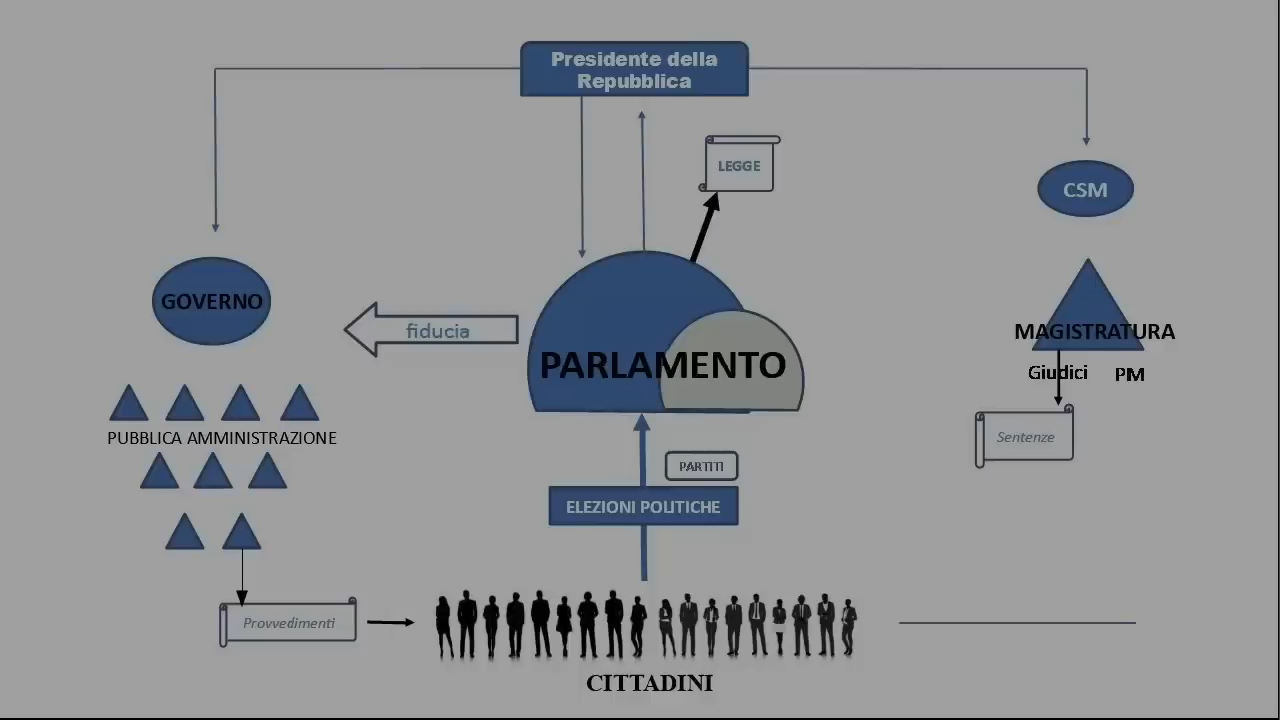 Presidente della
Repubblica
LEGGE
CSM
GOVERNO
fiducia
MAGISTRATURA
PARLAMENTO
Giudici PM
PUBBLICA AMMINISTRAZIONE
Sentenze
PARTITI
ELEZIONI POLITICHE
Provvedimenti
CITTADINI